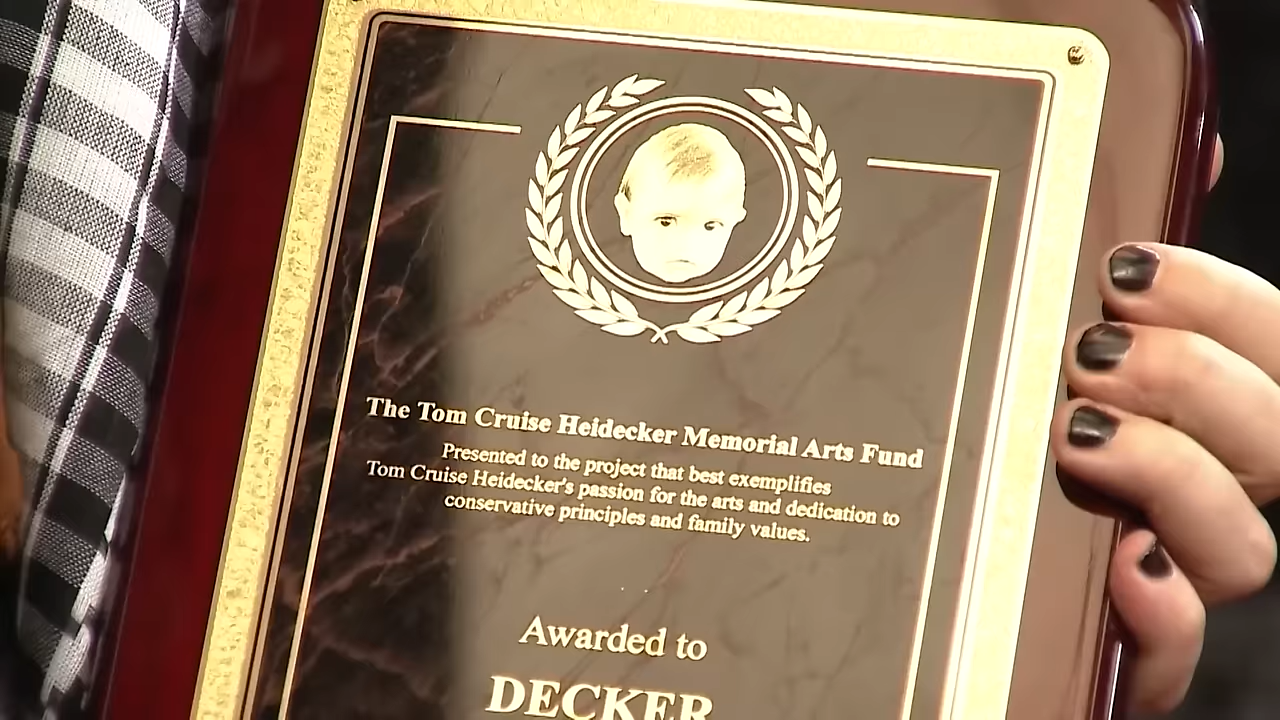 The Tom Cruise Heidecker Memorial Arts Fund
Presented to the project that best exemplifies
Tom Cruise Heidecker's passion for the arts and dedication to
conservative principles and family values.
Awarded to
DECKER